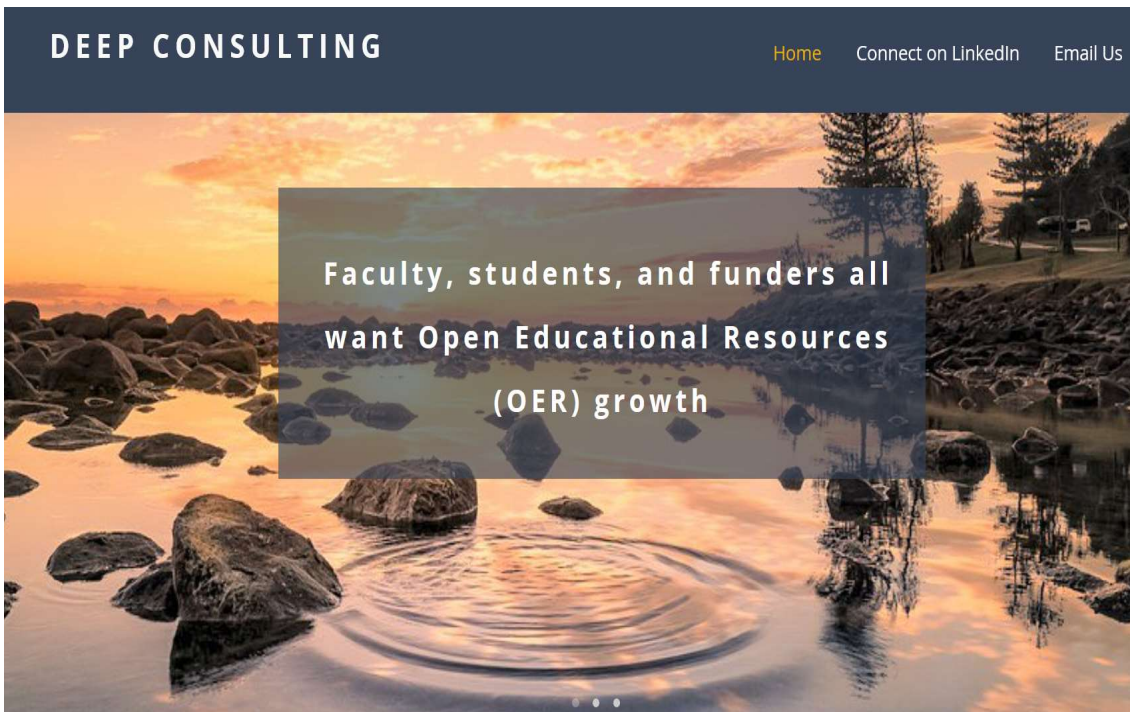 DEEP CONSULTING
Home Connect on LinkedIn Email Us
Faculty, students, and funders all
want Open Educational Resources
(OER) growth